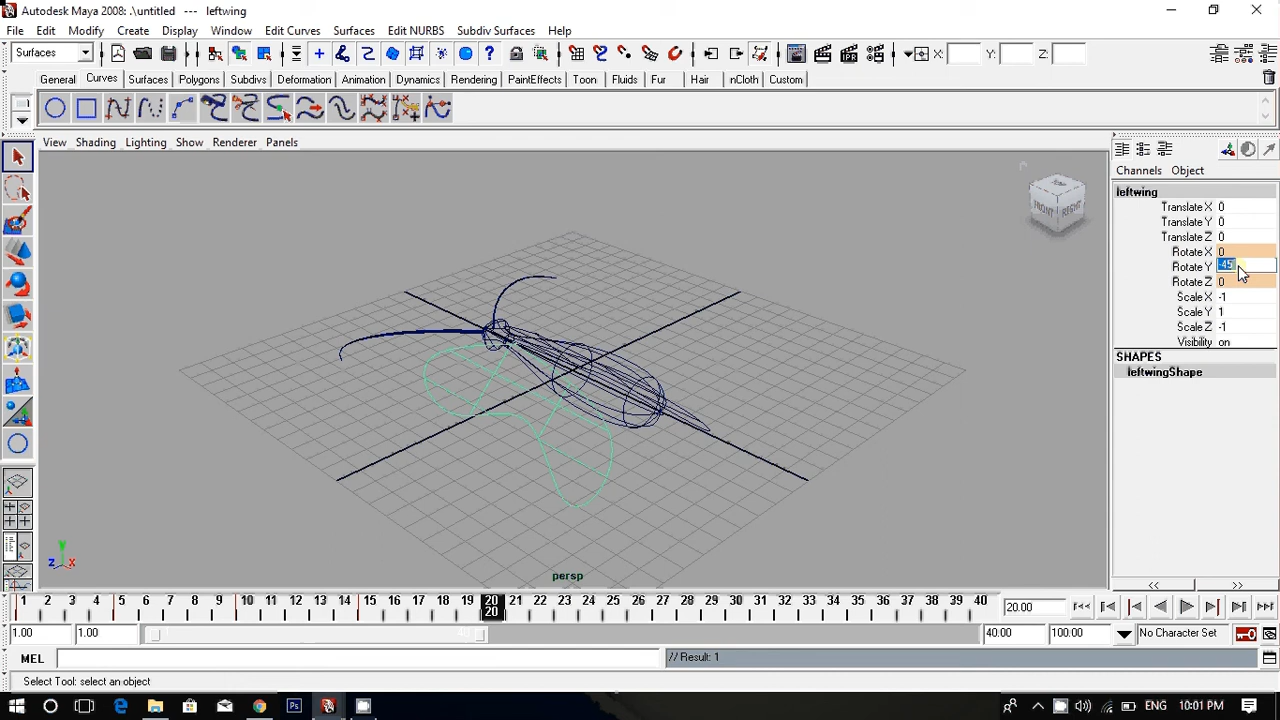 Autodesk Maya 2008: .\untitled --- leftwing
File Edit Modify Create Display Window Edit Curves Surfaces Edit NURBS Subdiv Surfaces Help
Surfaces X: Y: Z:
General Curves Surfaces Polygons Subdivs Deformation Animation Dynamics Rendering PaintEffects Toon Fluids Fur Hair nCloth Custom
View Shading Lighting Show Renderer Panels
Channels Object
leftwing
Translate X 0
Translate Y 0
Translate Z 0
Rotate X 0
Rotate Y -45
Rotate Z 0
Scale X -1
Scale Y 1
Scale Z -1
Visibility on
SHAPES
leftwingShape
FRONT RIGHT
Y
Z X
persp
1 2 3 4 5 6 7 8 9 10 11 12 13 14 15 16 17 18 19 20 21 22 23 24 25 26 27 28 29 30 31 32 33 34 35 36 37 38 39 40
20
20.00
1.00 1.00 40.00 100.00 No Character Set
MEL // Result: 1
Select Tool: select an object
Ps ENG 10:01 PM